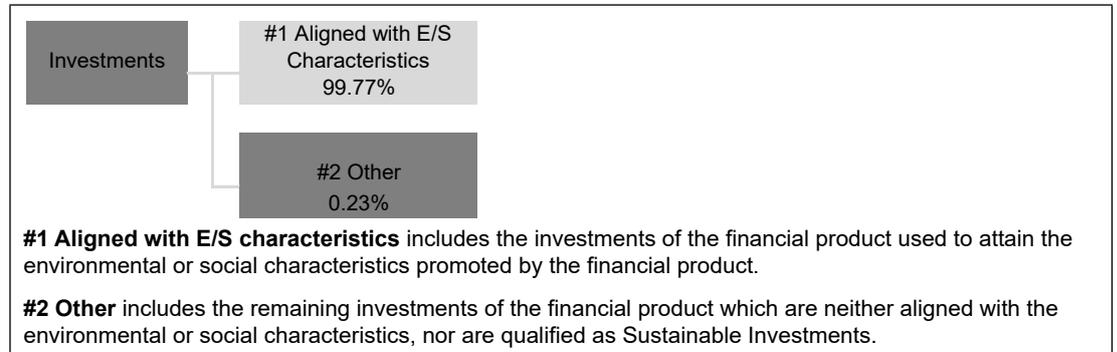 Investments
#1 Aligned with E/S
Characteristics
99.77%
#2 Other
0.23%
#1 Aligned with E/S characteristics includes the investments of the financial product used to attain the
environmental or social characteristics promoted by the financial product.
#2 Other includes the remaining investments of the financial product which are neither aligned with the
environmental or social characteristics, nor are qualified as Sustainable Investments.